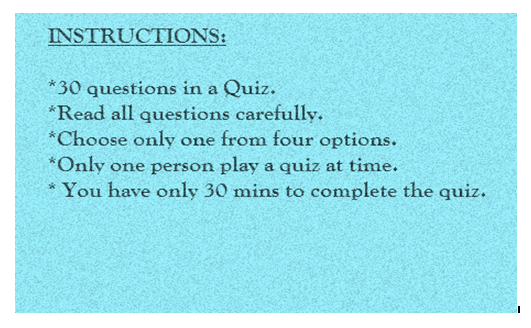 INSTRUCTIONS:
*30 questions in a Quiz.
*Read all questions carefully.
*Choose only one from four options.
*Only one person play a quiz at time.
* You have only 30 mins to complete the quiz.